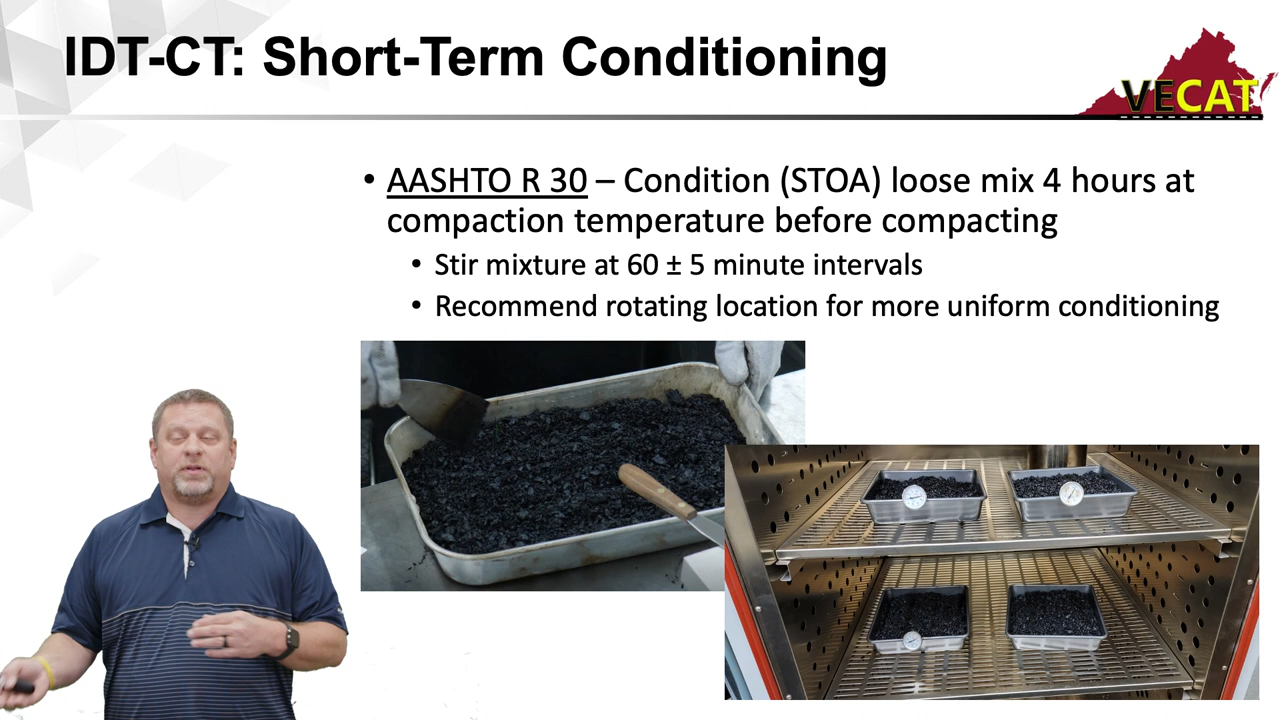 IDT-CT: Short-Term Conditioning
VECAT
• AASHTO R 30 – Condition (STOA) loose mix 4 hours at
compaction temperature before compacting
• Stir mixture at 60 ± 5 minute intervals
• Recommend rotating location for more uniform conditioning